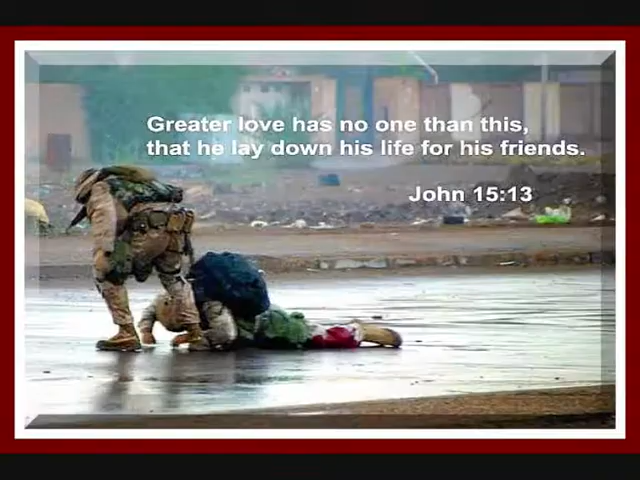 Greater love has no one than this,
that he lay down his life for his friends.
John 15:13